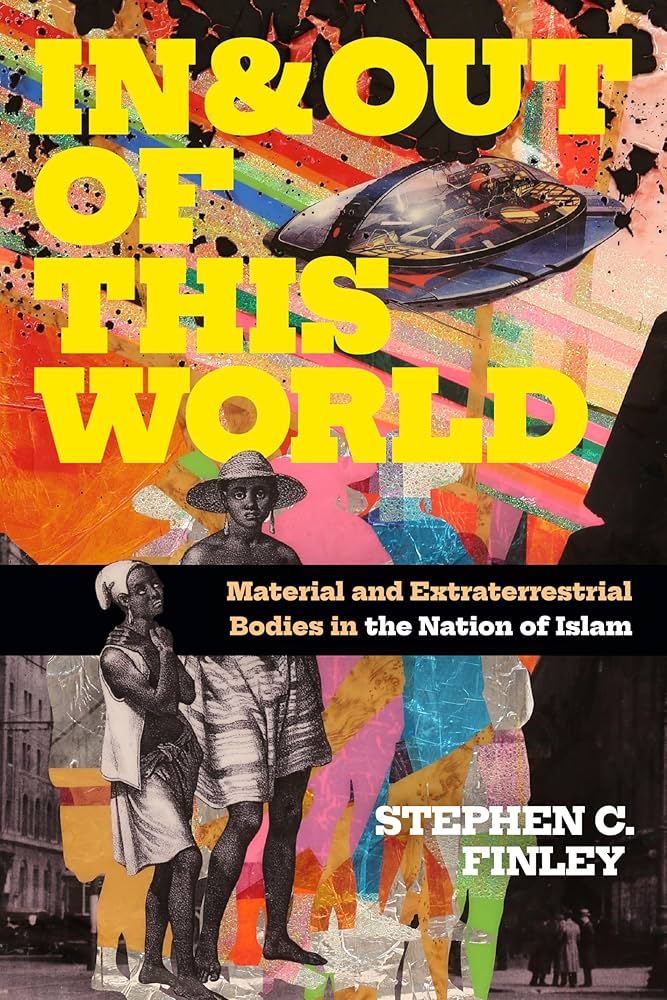 IN & OUT
OF
THIS
WORLD
Material and Extraterrestrial
Bodies in the Nation of Islam
STEPHEN C.
FINLEY